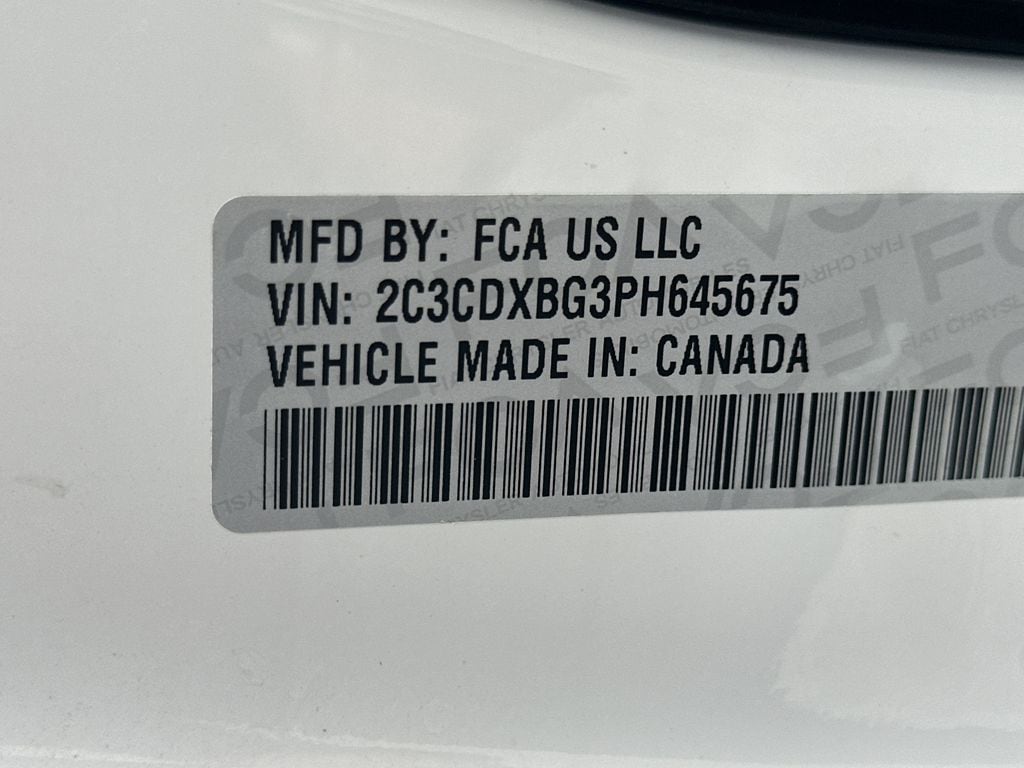 MFD BY: FCA US LLC
VIN: 2C3CDXBG3PH645675
VEHICLE MADE IN: CANADA